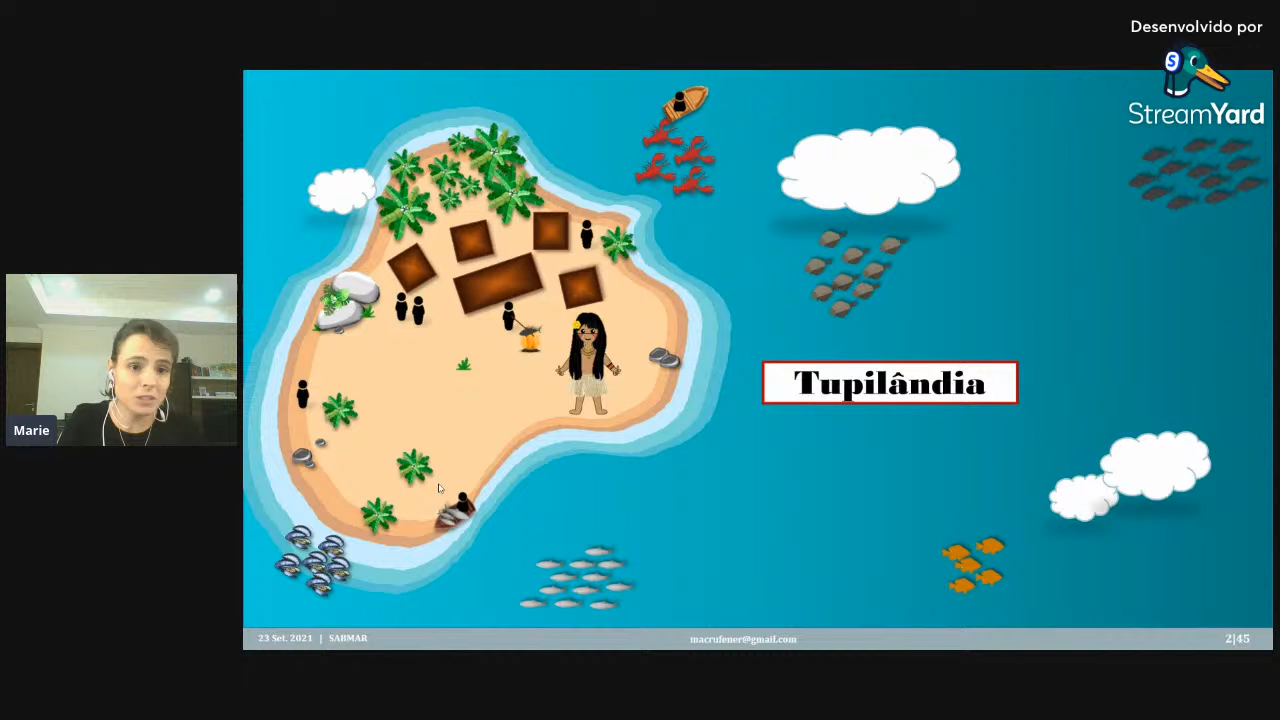 Desenvolvido por
S
StreamYard
Tupilândia
Marie
23 Set. 2021 | SABMAR
macrufener@gmail.com
2|45